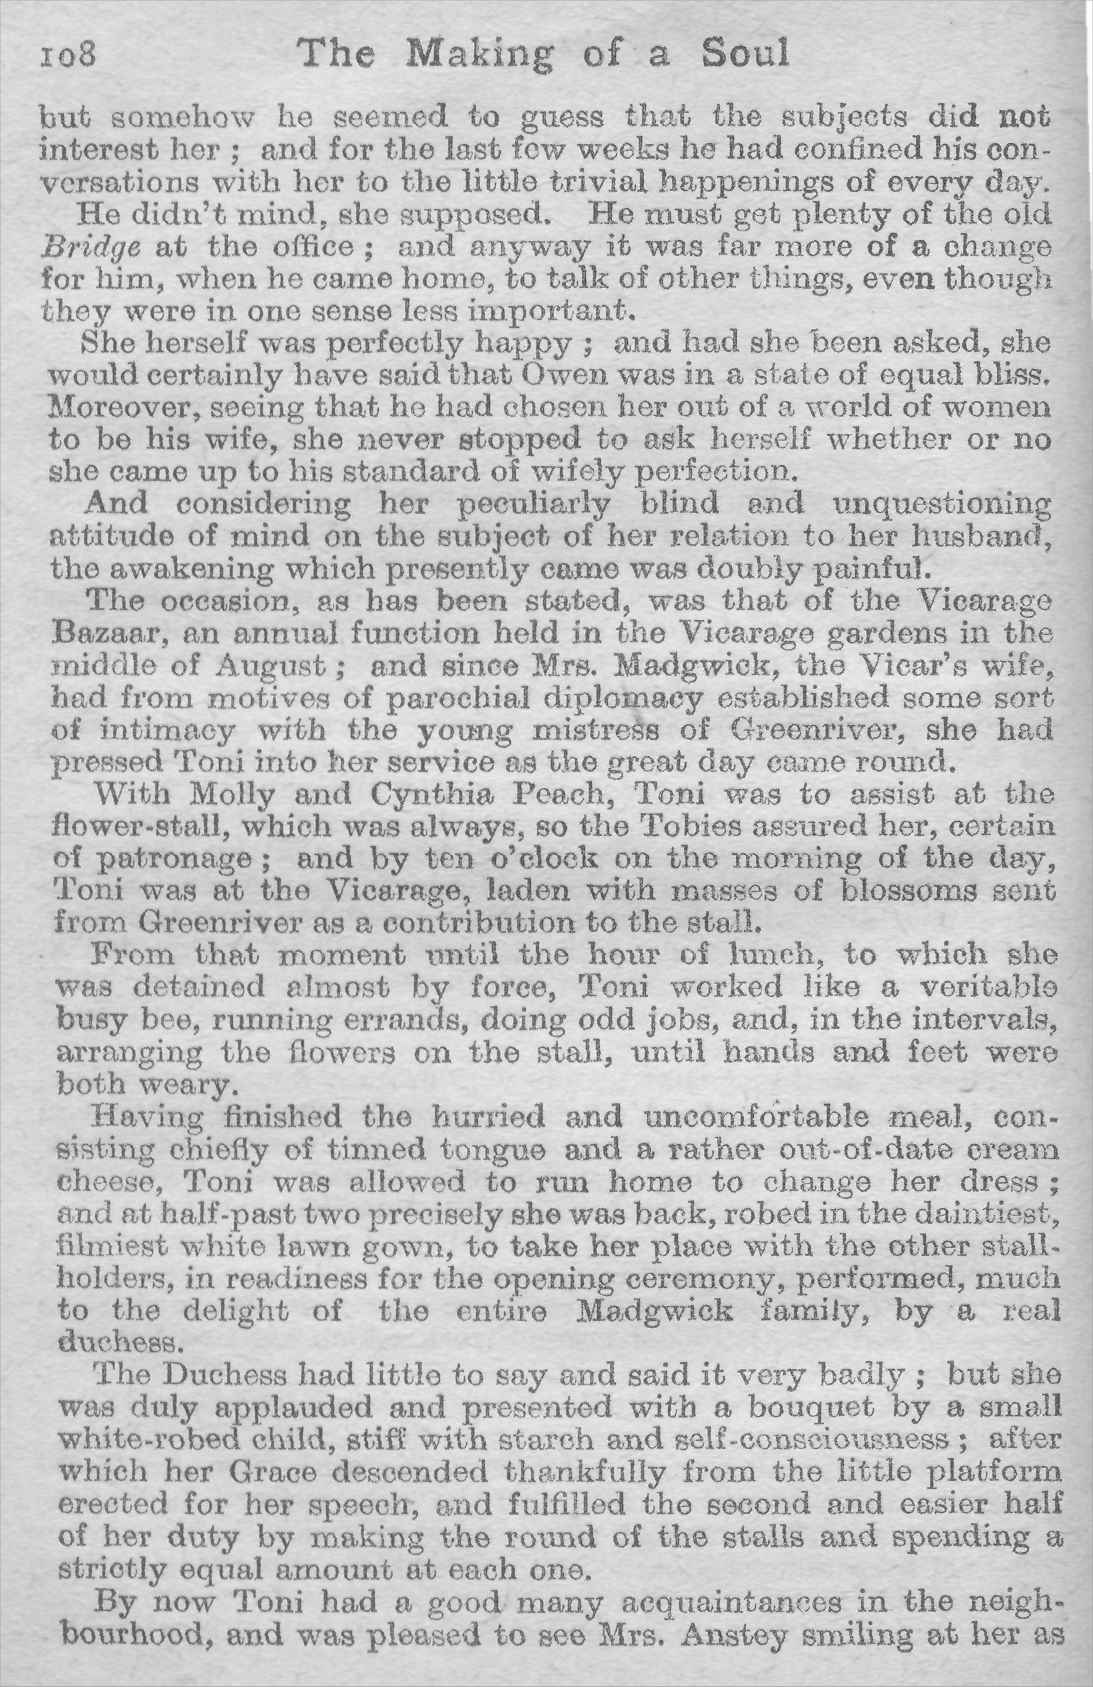 108 The Making of a Soul
but somehow he seemed to guess that the subjects did not
interest her ; and for the last few weeks he had confined his con-
versations with her to the little trivial happenings of every day.
He didn't mind, she supposed. He must get plenty of the old
Bridge at the office ; and anyway it was far more of a change
for him, when he came home, to talk of other things, even though
they were in one sense less important.
She herself was perfectly happy ; and had she been asked, she
would certainly have said that Owen was in a state of equal bliss.
Moreover, seeing that he had chosen her out of a world of women
to be his wife, she never stopped to ask herself whether or no
she came up to his standard of wifely perfection.
And considering her peculiarly blind and unquestioning
attitude of mind on the subject of her relation to her husband,
the awakening which presently came was doubly painful.
The occasion, as has been stated, was that of the Vicarage
Bazaar, an annual function held in the Vicarage gardens in the
middle of August ; and since Mrs. Madgwick, the Vicar's wife,
had from motives of parochial diplomacy established some sort
of intimacy with the young mistress of Greenriver, she had
pressed Toni into her service as the great day came round.
With Molly and Cynthia Peach, Toni was to assist at the
flower-stall, which was always, so the Tobies assured her, certain
of patronage ; and by ten o'clock on the morning of the day,
Toni was at the Vicarage, laden with masses of blossoms sent
from Greenriver as a contribution to the stall.
From that moment until the hour of lunch, to which she
was detained almost by force, Toni worked like a veritable
busy bee, running errands, doing odd jobs, and, in the intervals,
arranging the flowers on the stall, until hands and feet were
both weary.
Having finished the hurried and uncomfortable meal, con-
sisting chiefly of tinned tongue and a rather out-of-date cream
cheese, Toni was allowed to run home to change her dress ;
and at half-past two precisely she was back, robed in the daintiest,
filmiest white lawn gown, to take her place with the other stall-
holders, in readiness for the opening ceremony, performed, much
to the delight of the entire Madgwick family, by a real
duchess.
The Duchess had little to say and said it very badly ; but she
was duly applauded and presented with a bouquet by a small
white-robed child, stiff with starch and self-consciousness ; after
which her Grace descended thankfully from the little platform
erected for her speech, and fulfilled the second and easier half
of her duty by making the round of the stalls and spending a
strictly equal amount at each one.
By now Toni had a good many acquaintances in the neigh-
bourhood, and was pleased to see Mrs. Anstey smiling at her as